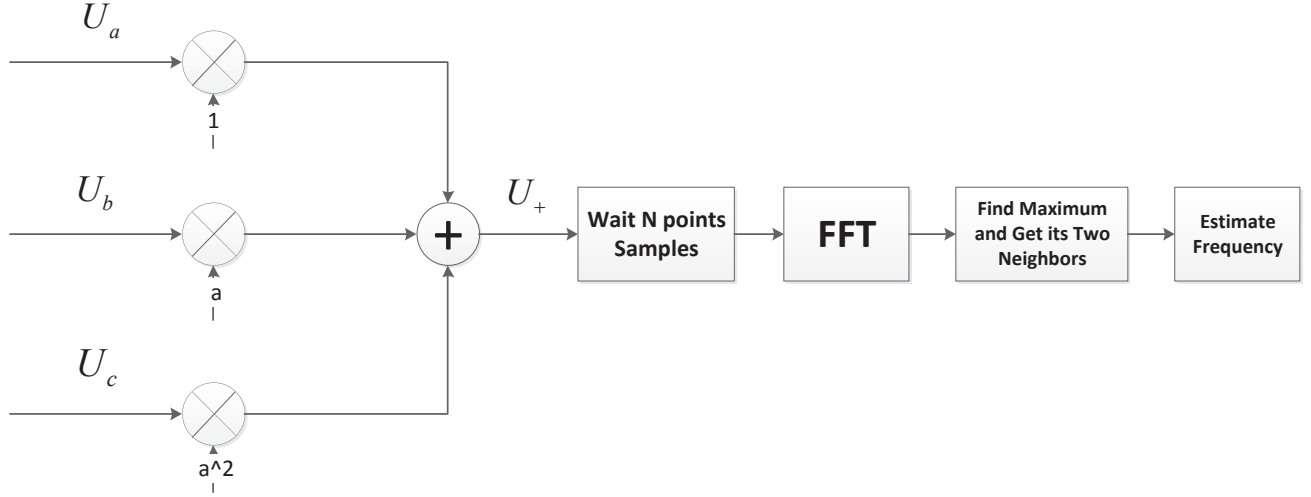 U_a
1
U_b
a
U_c
a^2
+
U_+
Wait N points
Samples
FFT
Find Maximum
and Get its Two
Neighbors
Estimate
Frequency